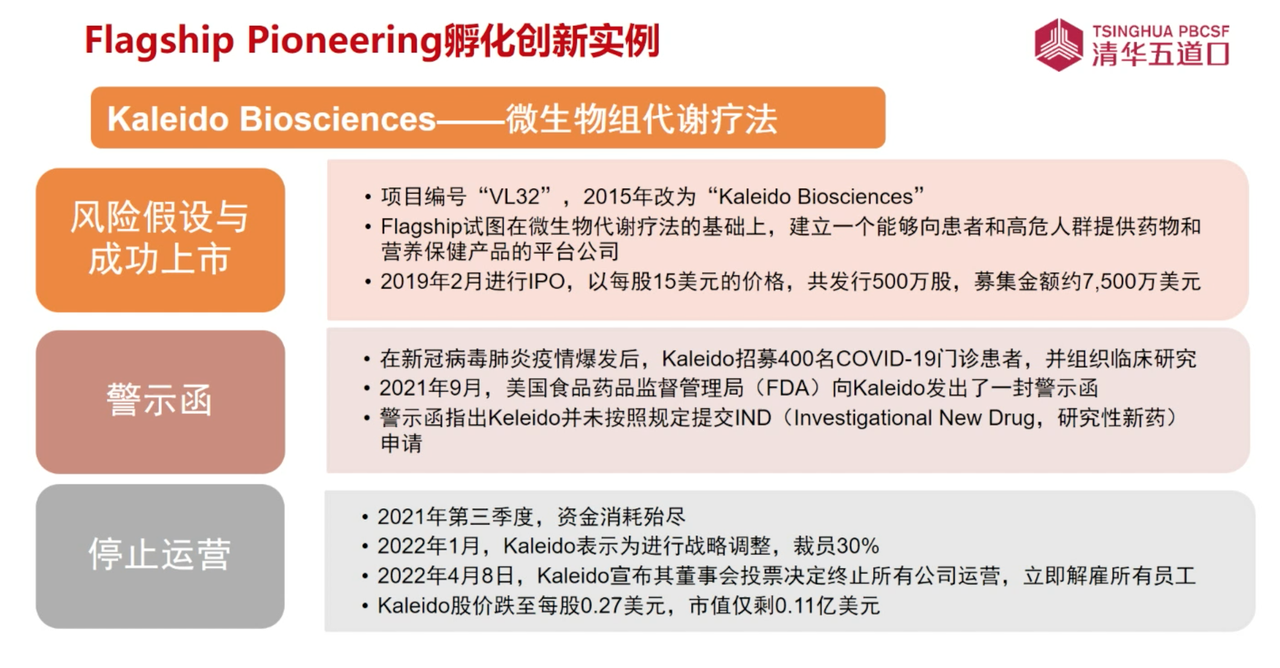 Flagship Pioneering孵化创新实例
TSINGHUA PBCSF
清华五道口
Kaleido Biosciences——微生物组代谢疗法
风险假设与
成功上市
• 项目编号“VL32”，2015年改为“Kaleido Biosciences”
• Flagship试图在微生物代谢疗法的基础上，建立一个能够向患者和高危人群提供药物和
营养保健产品的平台公司
• 2019年2月进行IPO，以每股15美元的价格，共发行500万股，募集金额约7,500万美元
警示函
• 在新冠病毒肺炎疫情爆发后，Kaleido招募400名COVID-19门诊患者，并组织临床研究
• 2021年9月，美国食品药品监督管理局（FDA）向Kaleido发出了一封警示函
• 警示函指出Keleido并未按照规定提交IND（Investigational New Drug，研究性新药）
申请
停止运营
• 2021年第三季度，资金消耗殆尽
• 2022年1月，Kaleido表示为进行战略调整，裁员30%
• 2022年4月8日，Kaleido宣布其董事会投票决定终止所有公司运营，立即解雇所有员工
• Kaleido股价跌至每股0.27美元，市值仅剩0.11亿美元